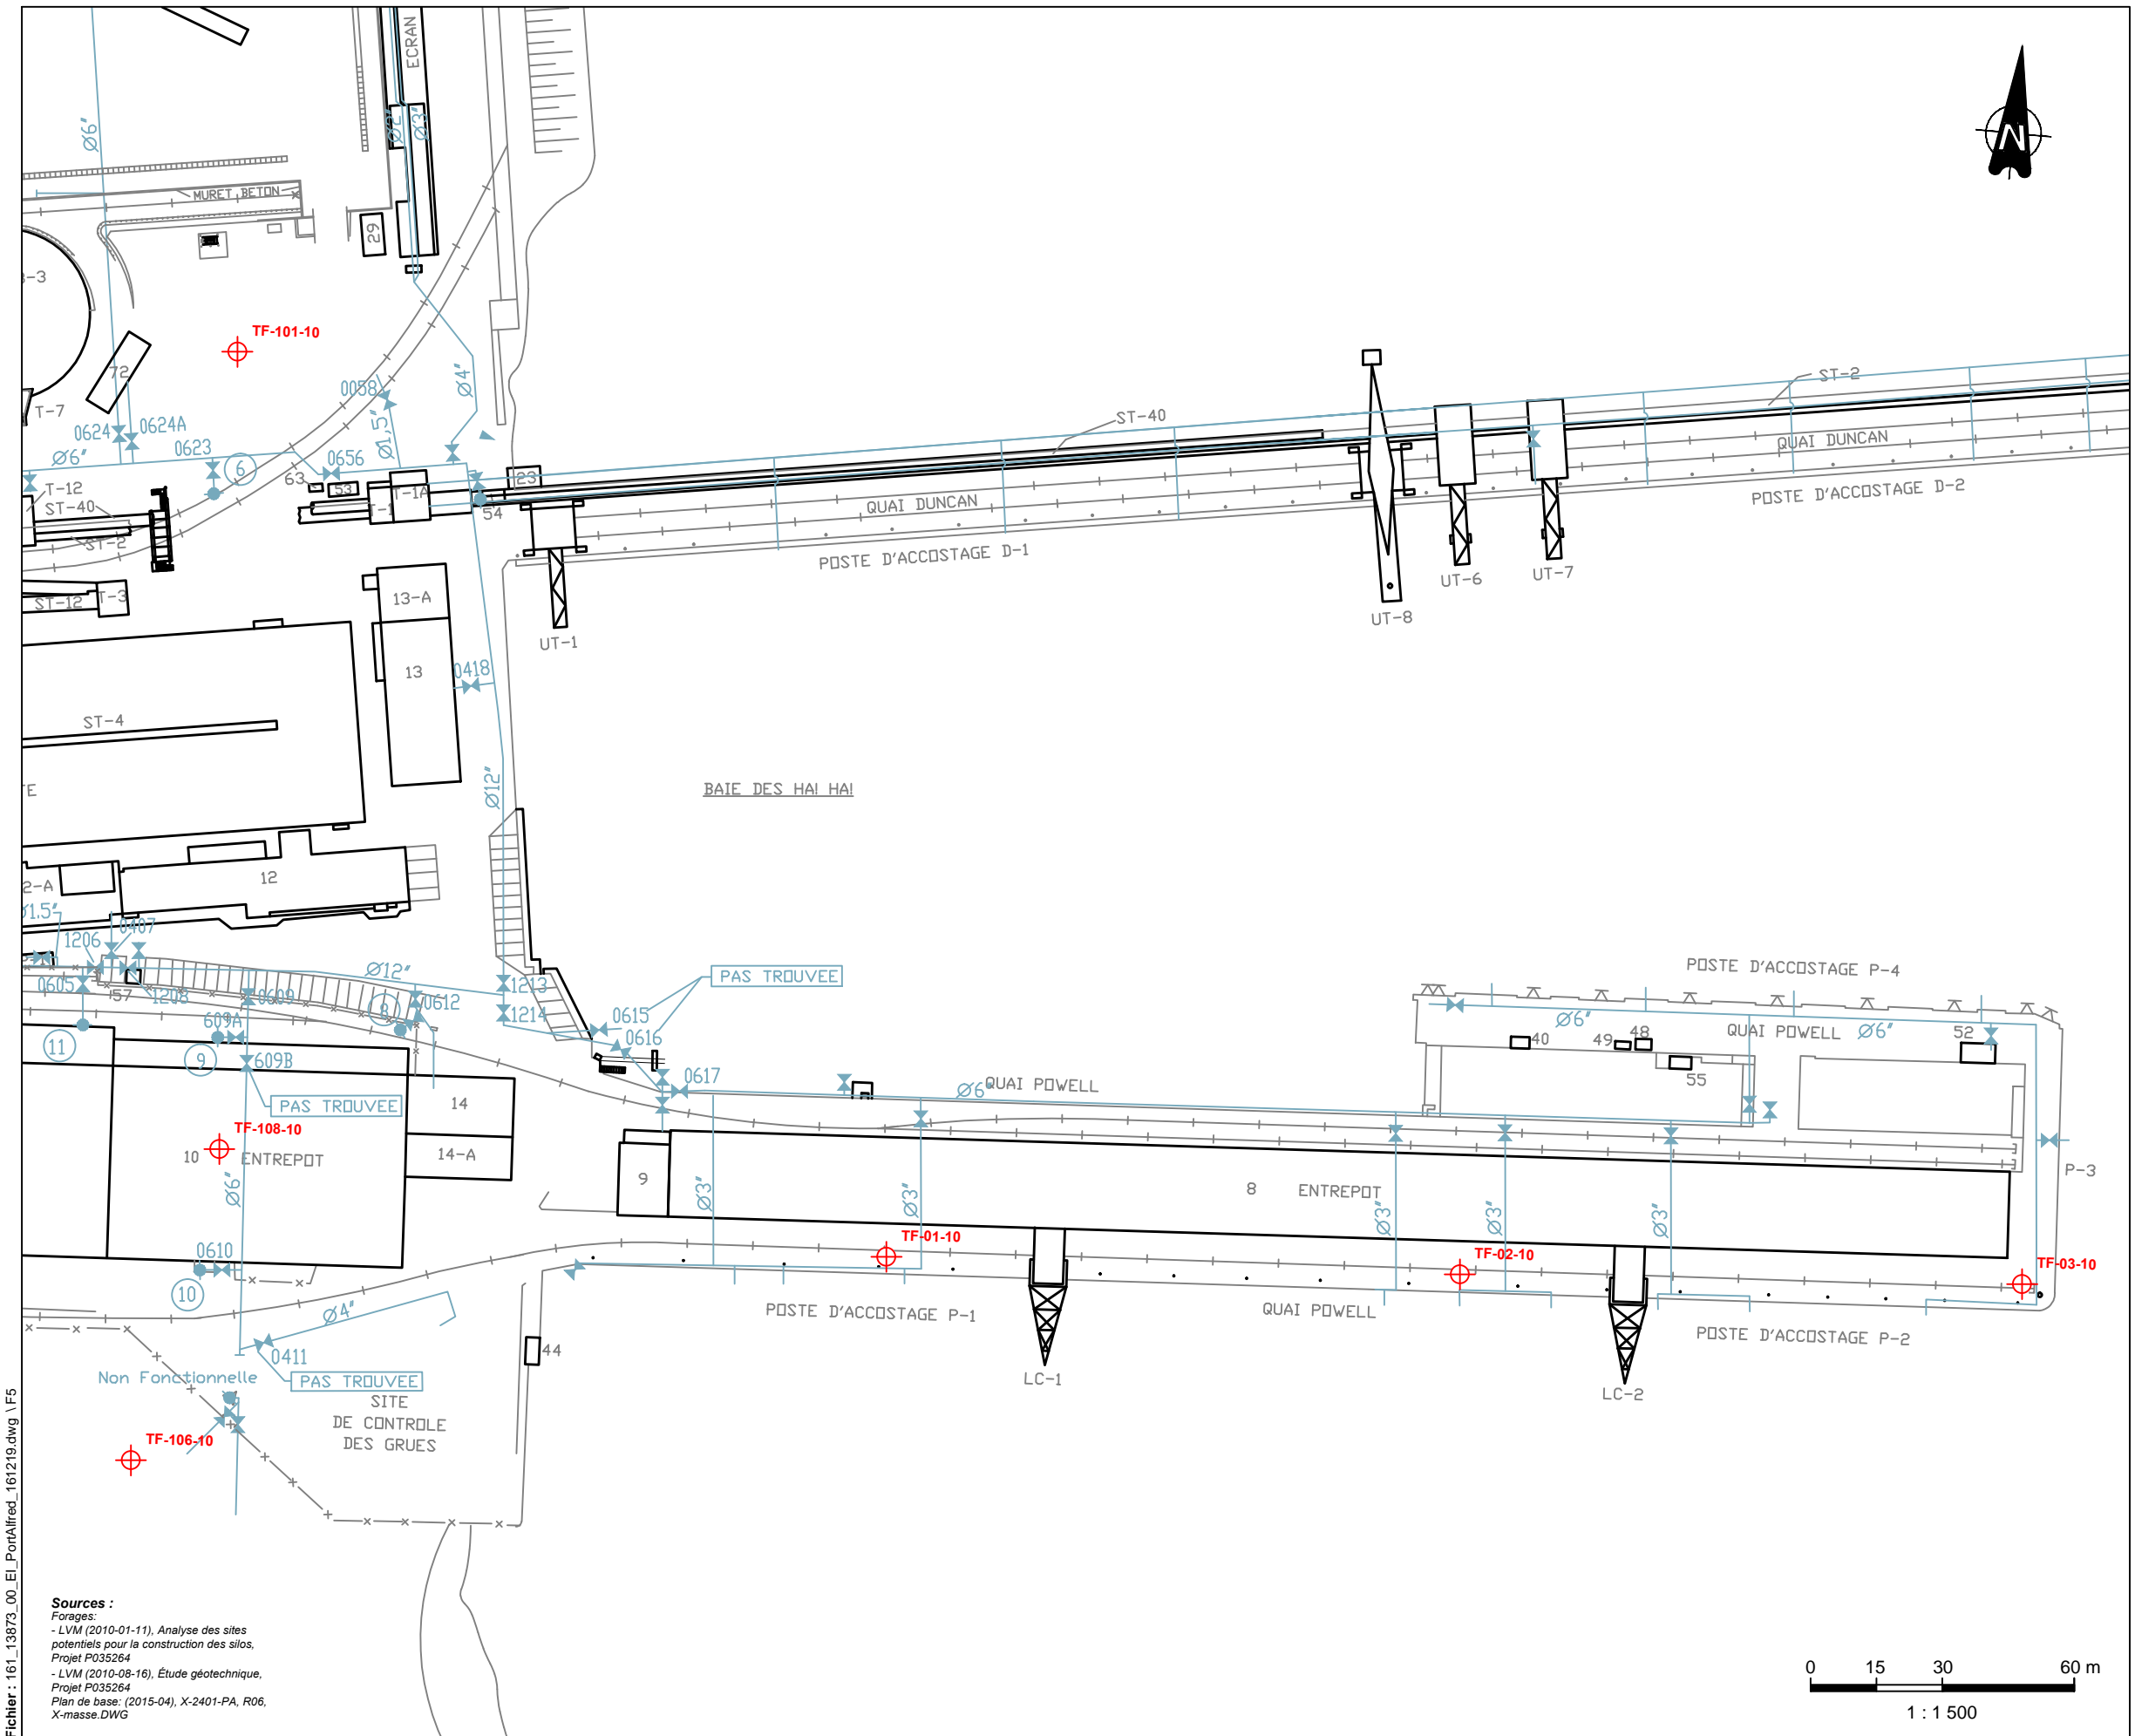 ECRAN
Ø6"
Ø2"
Ø3"
N
MURET BETON
29
TF-101-10
72
T-7
0058
Ø4"
Ø1,5"
ST-2
ST-40
0624
0624A
0623
Ø6"
6
0656
QUAI DUNCAN
T-12
ST-40
63
53
T-1A
T-1
23
54
QUAI DUNCAN
POSTE D'ACCOSTAGE D-2
ST-2
POSTE D'ACCOSTAGE D-1
UT-6
UT-7
ST-12
T-3
13-A
UT-8
UT-1
13
0418
ST-4
Ø12"
BAIE DES HA! HA!
12
2-A
Ø1.5"
0407
1206
Ø12"
0605
57
1208
0609
8
0612
1213
1214
PAS TROUVEE
0615
0616
POSTE D'ACCOSTAGE P-4
609A
11
9
609B
Ø6"
QUAI POWELL
Ø6"
52
40
49
48
55
0617
Ø6"
QUAI POWELL
PAS TROUVEE
14
TF-108-10
10 ENTREPOT
14-A
Ø6"
9
Ø3"
Ø3"
8 ENTREPOT
Ø3"
Ø3"
Ø3"
P-3
TF-01-10
TF-02-10
TF-03-10
0610
10
Ø4"
POSTE D'ACCOSTAGE P-1
QUAI POWELL
POSTE D'ACCOSTAGE P-2
44
0411
LC-1
LC-2
Non Fonctionnelle
PAS TROUVEE
SITE
DE CONTROLE
DES GRUES
TF-106-10
Sources :
Forages:
- LVM (2010-01-11), Analyse des sites
potentiels pour la construction des silos,
Projet P035264
- LVM (2010-08-16), Étude géotechnique,
Projet P035264
Plan de base: (2015-04), X-2401-PA, R06,
X-masse.DWG
Fichier : 161_13873_00_EI_PortAlfred_161219.dwg \ F5
0 15 30 60 m
1 : 1 500